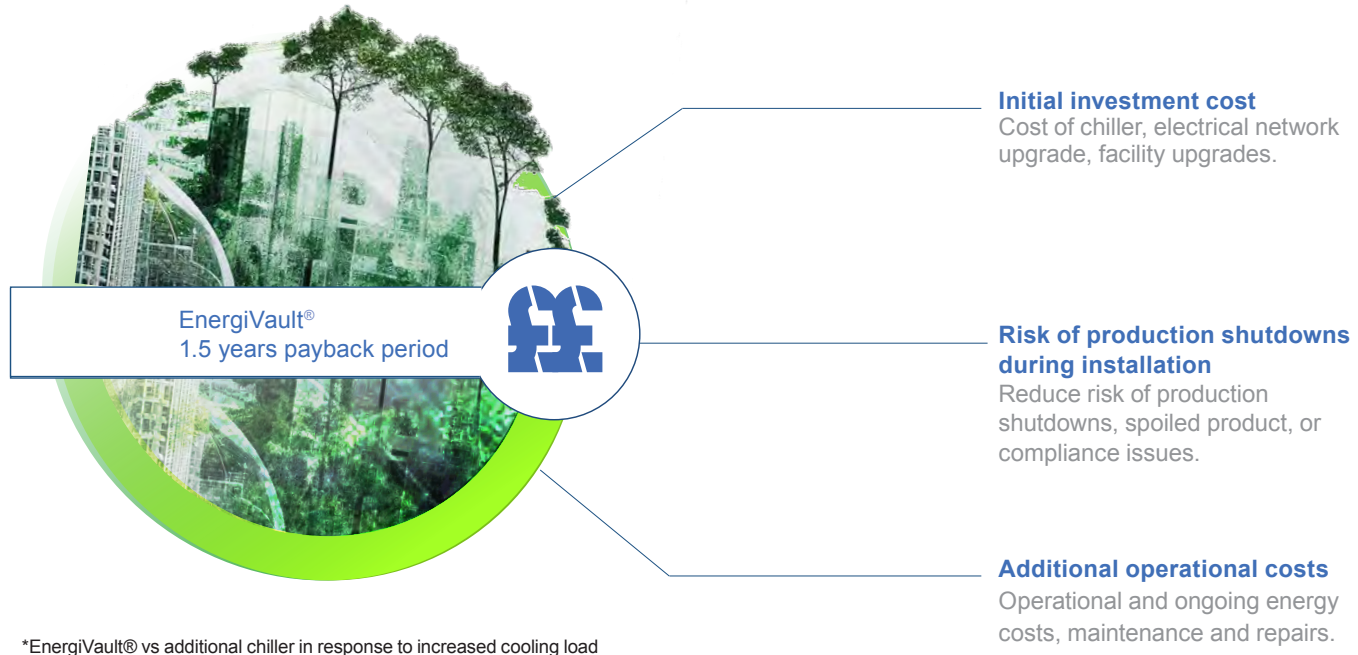 Initial investment cost
Cost of chiller, electrical network
upgrade, facility upgrades.
EnergiVault®
1.5 years payback period
££
Risk of production shutdowns
during installation
Reduce risk of production
shutdowns, spoiled product, or
compliance issues.
Additional operational costs
Operational and ongoing energy
costs, maintenance and repairs.
*EnergiVault® vs additional chiller in response to increased cooling load